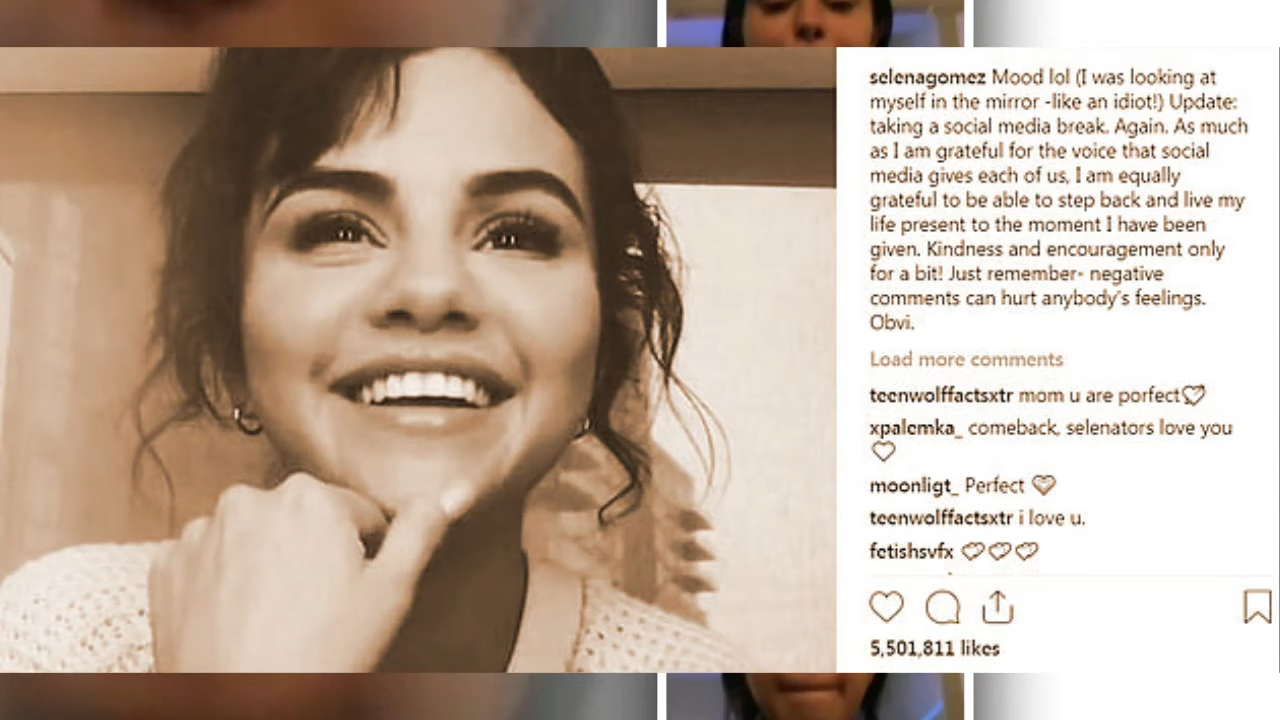 selenagomez Mood lol (I was looking at
myself in the mirror -like an idiot!) Update:
taking a social media break. Again. As much
as I am grateful for the voice that social
media gives each of us, I am equally
grateful to be able to step back and live my
life present to the moment I have been
given. Kindness and encouragement only
for a bit! Just remember- negative
comments can hurt anybody's feelings.
Obvi.
Load more comments
teenwolffactsxtr mom u are porfect
xpalemka_ comeback, selenators love you
moonligt_ Perfect
teenwolffactsxtr i love u.
fetishsvfx
5,501,811 likes